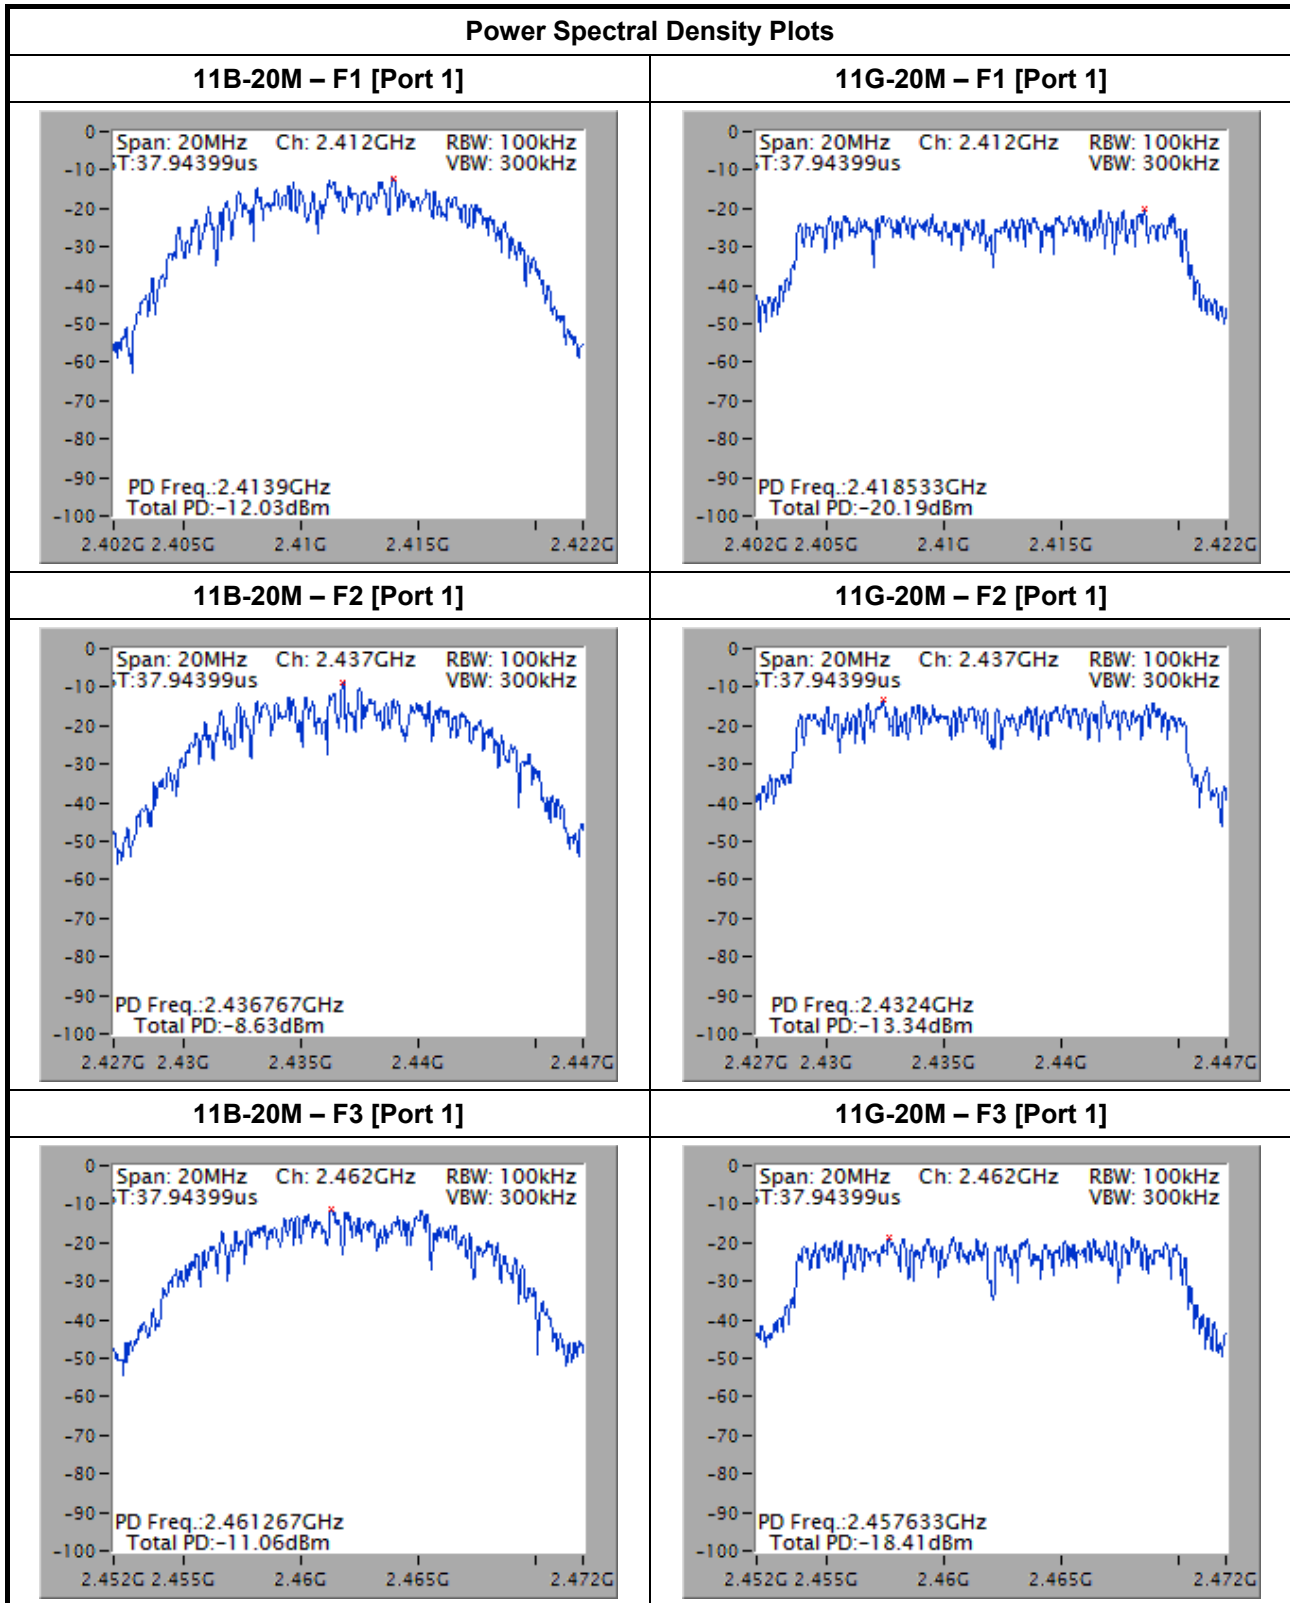 Power Spectral Density Plots
11B-20M – F1 [Port 1]
11G-20M – F1 [Port 1]
Span: 20MHz Ch: 2.412GHz RBW: 100kHz
ST:37.94399us VBW: 300kHz
0
-10
-20
-30
-40
-50
-60
-70
-80
-90
-100
PD Freq.:2.4139GHz
Total PD:-12.03dBm
2.402G 2.405G 2.41G 2.415G 2.422G
Span: 20MHz Ch: 2.412GHz RBW: 100kHz
ST:37.94399us VBW: 300kHz
0
-10
-20
-30
-40
-50
-60
-70
-80
-90
-100
PD Freq.:2.418533GHz
Total PD:-20.19dBm
2.402G 2.405G 2.41G 2.415G 2.422G
11B-20M – F2 [Port 1]
11G-20M – F2 [Port 1]
Span: 20MHz Ch: 2.437GHz RBW: 100kHz
ST:37.94399us VBW: 300kHz
0
-10
-20
-30
-40
-50
-60
-70
-80
-90
-100
PD Freq.:2.436767GHz
Total PD:-8.63dBm
2.427G 2.43G 2.435G 2.44G 2.447G
Span: 20MHz Ch: 2.437GHz RBW: 100kHz
ST:37.94399us VBW: 300kHz
0
-10
-20
-30
-40
-50
-60
-70
-80
-90
-100
PD Freq.:2.4324GHz
Total PD:-13.34dBm
2.427G 2.43G 2.435G 2.44G 2.447G
11B-20M – F3 [Port 1]
11G-20M – F3 [Port 1]
Span: 20MHz Ch: 2.462GHz RBW: 100kHz
ST:37.94399us VBW: 300kHz
0
-10
-20
-30
-40
-50
-60
-70
-80
-90
-100
PD Freq.:2.461267GHz
Total PD:-11.06dBm
2.452G 2.455G 2.46G 2.465G 2.472G
Span: 20MHz Ch: 2.462GHz RBW: 100kHz
ST:37.94399us VBW: 300kHz
0
-10
-20
-30
-40
-50
-60
-70
-80
-90
-100
PD Freq.:2.457633GHz
Total PD:-18.41dBm
2.452G 2.455G 2.46G 2.465G 2.472G